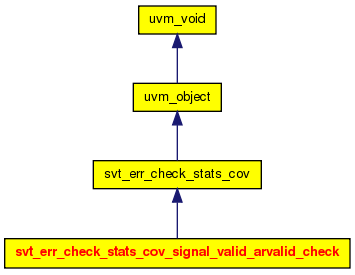 uvm_void
uvm_object
svt_err_check_stats_cov
svt_err_check_stats_cov_signal_valid_arvalid_check